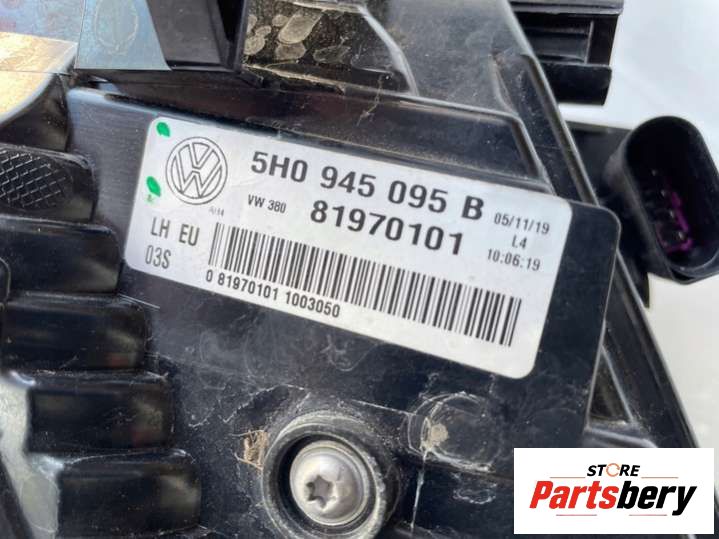 5H0 945 095 B
05/11/19
VW 380
81970101
L4
10:06:19
LH EU
03S
0 81970101 1003050
STORE
Partsbery